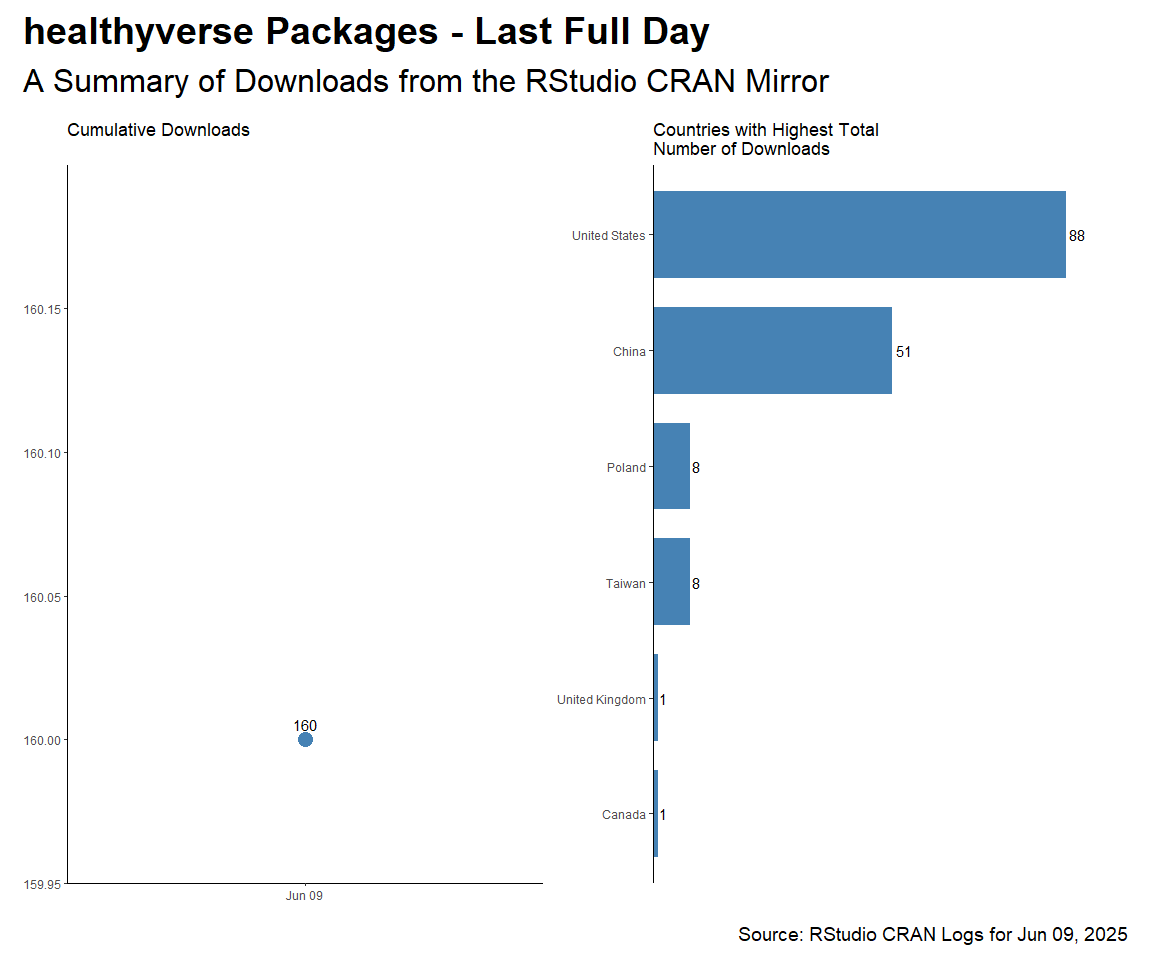 healthyverse Packages - Last Full Day
A Summary of Downloads from the RStudio CRAN Mirror
Cumulative Downloads
160.15
160.10
160.05
160.00
159.95
160
Jun 09
Countries with Highest Total
Number of Downloads
United States
88
China
51
Poland
8
Taiwan
8
United Kingdom
1
Canada
1
Source: RStudio CRAN Logs for Jun 09, 2025